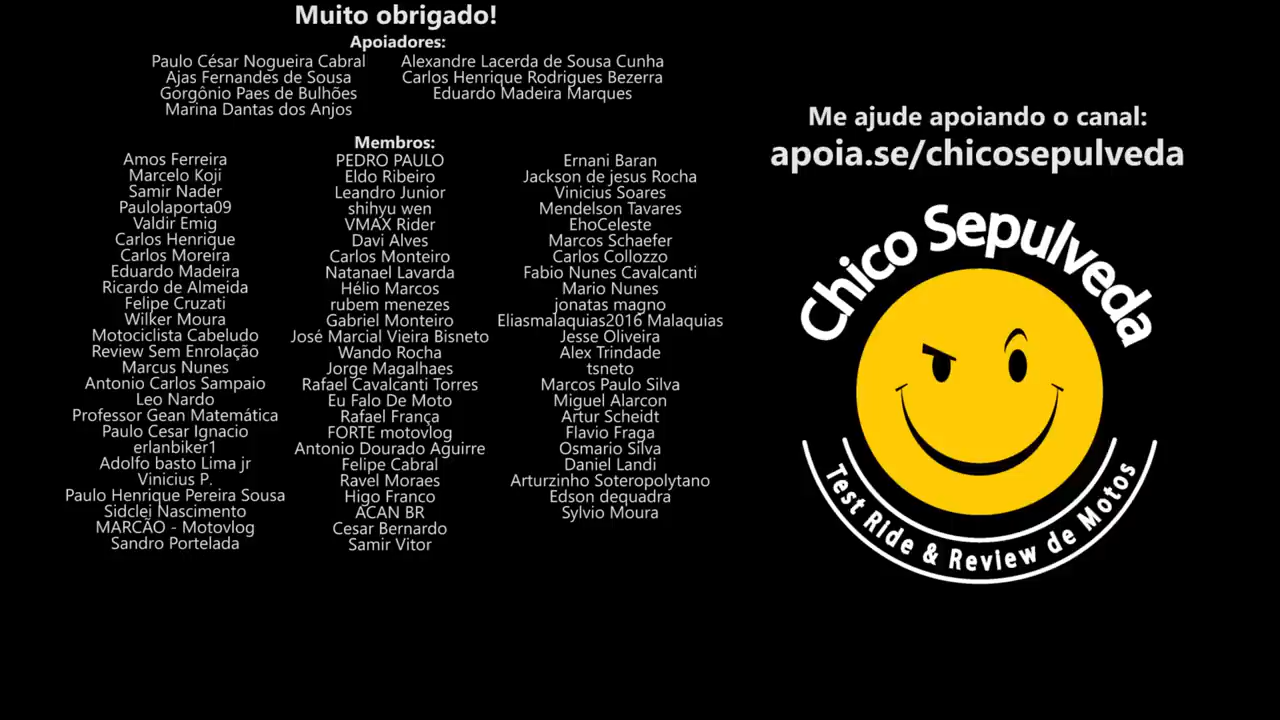 Muito obrigado!
Apoiadores:
Paulo César Nogueira Cabral
Ajas Fernandes de Sousa
Gorgônio Paes de Bulhões
Marina Dantas dos Anjos
Alexandre Lacerda de Sousa Cunha
Carlos Henrique Rodrigues Bezerra
Eduardo Madeira Marques
Membros:
Amos Ferreira
Marcelo Koji
Samir Nader
Paulolaporta09
Valdir Emig
Carlos Henrique
Carlos Moreira
Eduardo Madeira
Ricardo de Almeida
Felipe Cruzati
Wilker Moura
Motociclista Cabeludo
Review Sem Enrolação
Marcus Nunes
Antonio Carlos Sampaio
Leo Nardo
Professor Gean Matemática
Paulo Cesar Ignacio
erlanbiker1
Adolfo basto Lima jr
Vinicius P.
Paulo Henrique Pereira Sousa
Sidclei Nascimento
MARCÃO - Motovlog
Sandro Portelada
PEDRO PAULO
Eldo Ribeiro
Leandro Junior
shihyu wen
VMAX Rider
Davi Alves
Carlos Monteiro
Natanael Lavarda
Hélio Marcos
rubem menezes
Gabriel Monteiro
José Marcial Vieira Bisneto
Wando Rocha
Jorge Magalhaes
Rafael Cavalcanti Torres
Eu Falo De Moto
Rafael França
FORTE motovlog
Antonio Dourado Aguirre
Felipe Cabral
Ravel Moraes
Higo Franco
ACAN BR
Cesar Bernardo
Samir Vitor
Ernani Baran
Jackson de jesus Rocha
Vinicius Soares
Mendelson Tavares
EhoCeleste
Marcos Schaefer
Carlos Collozzo
Fabio Nunes Cavalcanti
Mario Nunes
jonatas magno
Eliasmalaquias2016 Malaquias
Jesse Oliveira
Alex Trindade
tsneto
Marcos Paulo Silva
Miguel Alarcon
Artur Scheidt
Flavio Fraga
Osmario Silva
Daniel Landi
Arturzinho Soteropolytano
Edson dequadra
Sylvio Moura
Me ajude apoiando o canal:
apoia.se/chicosepulveda
Chico Sepulveda
Test Ride & Review de Motos